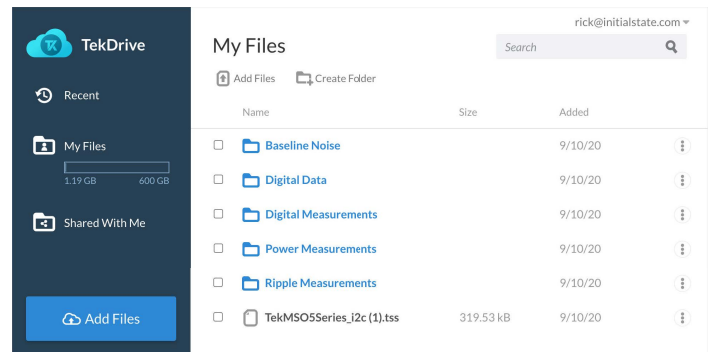 TK TekDrive
Recent
My Files
1.19 GB 600 GB
Shared With Me
Add Files
rick@initialstate.com
My Files
Search
Add Files Create Folder
Name Size Added
Baseline Noise 9/10/20
Digital Data 9/10/20
Digital Measurements 9/10/20
Power Measurements 9/10/20
Ripple Measurements 9/10/20
TekMSO5Series_i2c (1).tss 319.53 kB 9/10/20